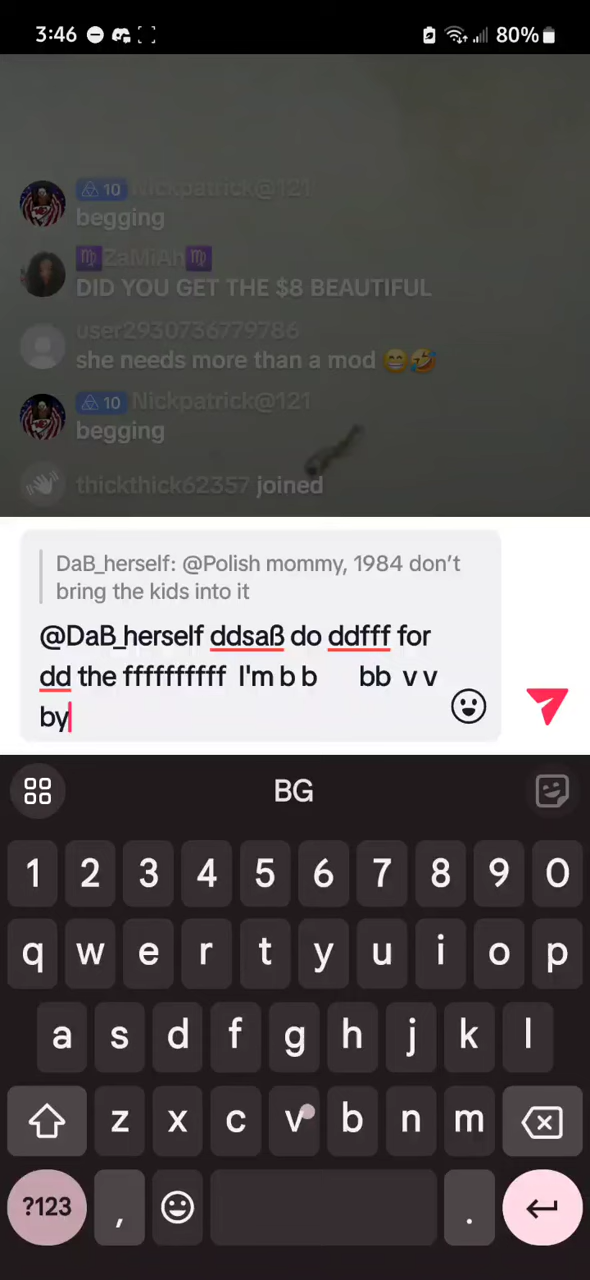 3:46 80%
10 Nickpatrick@121
begging
♍ZaMiAh♍
DID YOU GET THE $8 BEAUTIFUL
user2930736779786
she needs more than a mod 😁🤣
10 Nickpatrick@121
begging
thickthick62357 joined
DaB_herself: @Polish mommy, 1984 don’t
bring the kids into it
@DaB_herself ddsaß do ddfff for
dd the ffffffffff I'm b b bb v v
by
BG
1 2 3 4 5 6 7 8 9 0
q w e r t y u i o p
a s d f g h j k l
z x c v b n m
?123 , .